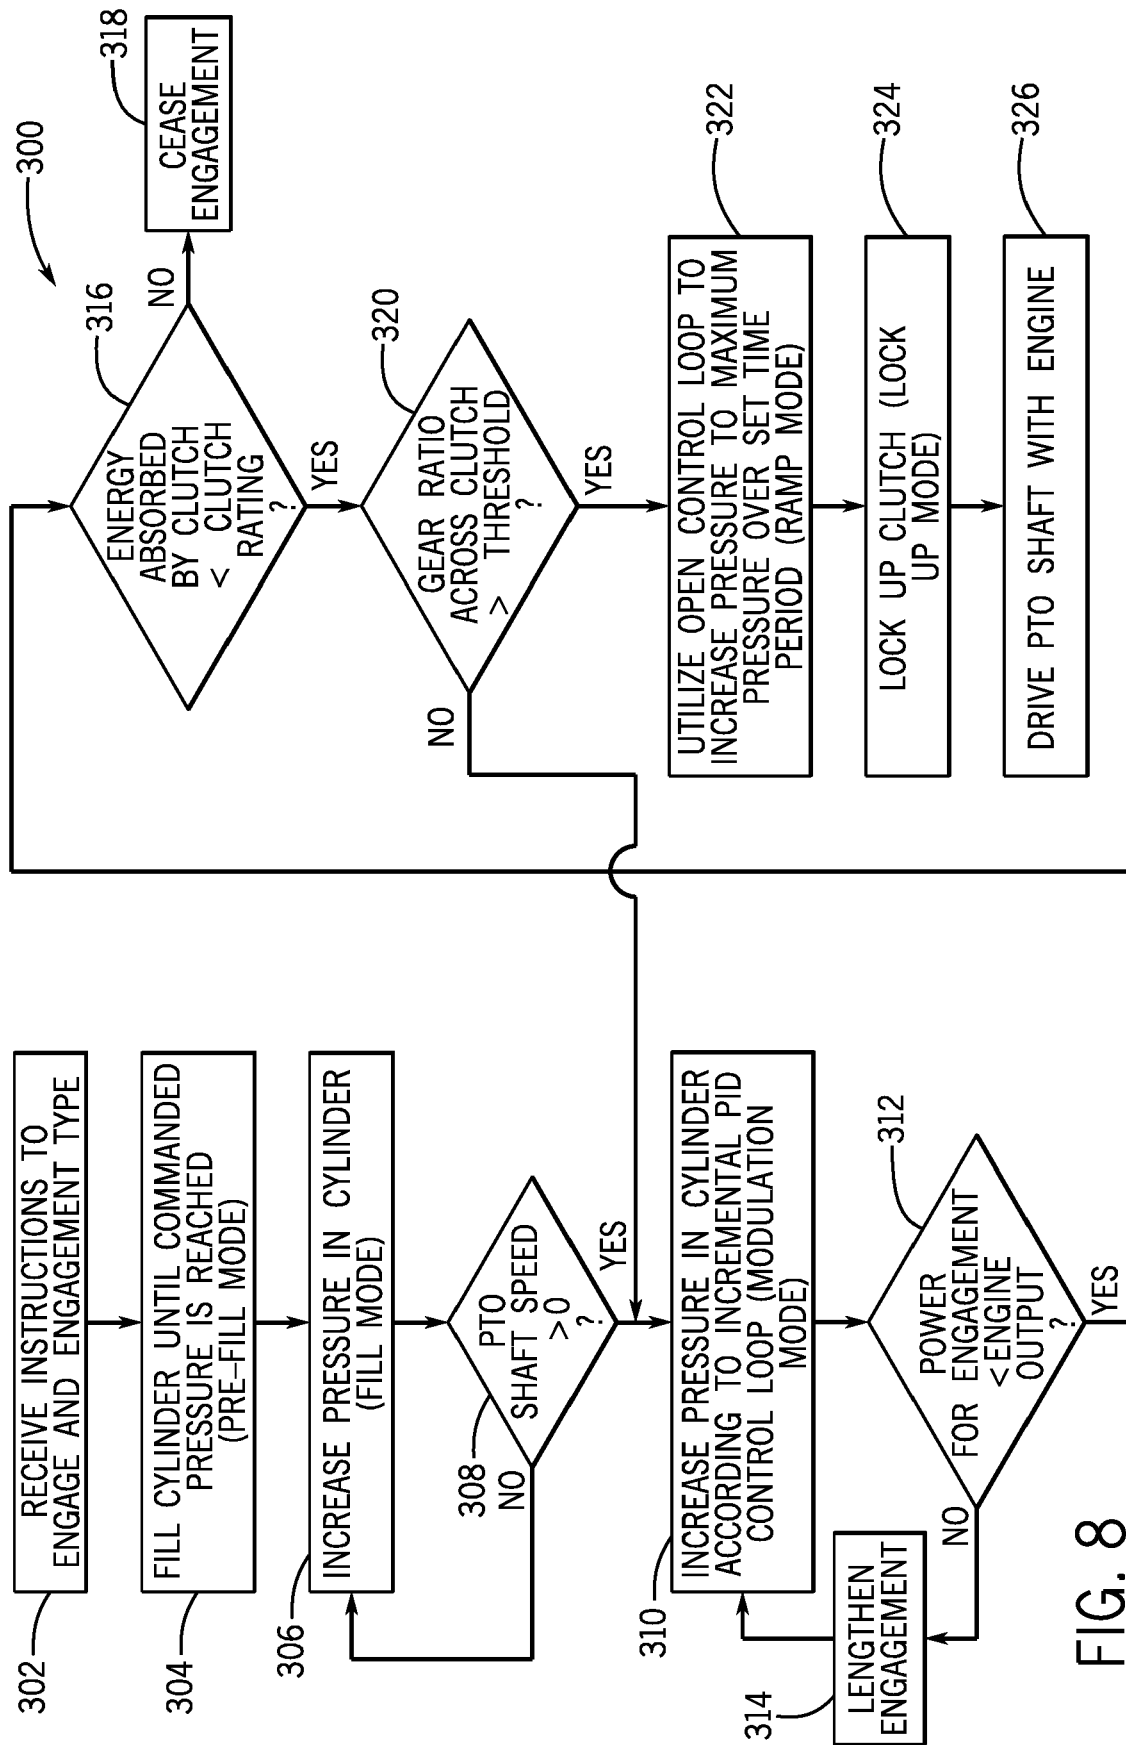 300
302
RECEIVE INSTRUCTIONS TO
ENGAGE AND ENGAGEMENT TYPE
304
FILL CYLINDER UNTIL COMMANDED
PRESSURE IS REACHED
(PRE-FILL MODE)
306
INCREASE PRESSURE IN CYLINDER
(FILL MODE)
308
PTO
SHAFT SPEED
>0
?
NO
YES
310
INCREASE PRESSURE IN CYLINDER
ACCORDING TO INCREMENTAL PID
CONTROL LOOP (MODULATION
MODE)
312
POWER
FOR ENGAGEMENT
<ENGINE
OUTPUT
?
NO
YES
314
LENGTHEN
ENGAGEMENT
316
ENERGY
ABSORBED
BY CLUTCH
< CLUTCH
RATING
?
NO
YES
318
CEASE
ENGAGEMENT
320
GEAR RATIO
ACROSS CLUTCH
> THRESHOLD
?
NO
YES
322
UTILIZE OPEN CONTROL LOOP TO
INCREASE PRESSURE TO MAXIMUM
PRESSURE OVER SET TIME
PERIOD (RAMP MODE)
324
LOCK UP CLUTCH (LOCK
UP MODE)
326
DRIVE PTO SHAFT WITH ENGINE
FIG. 8